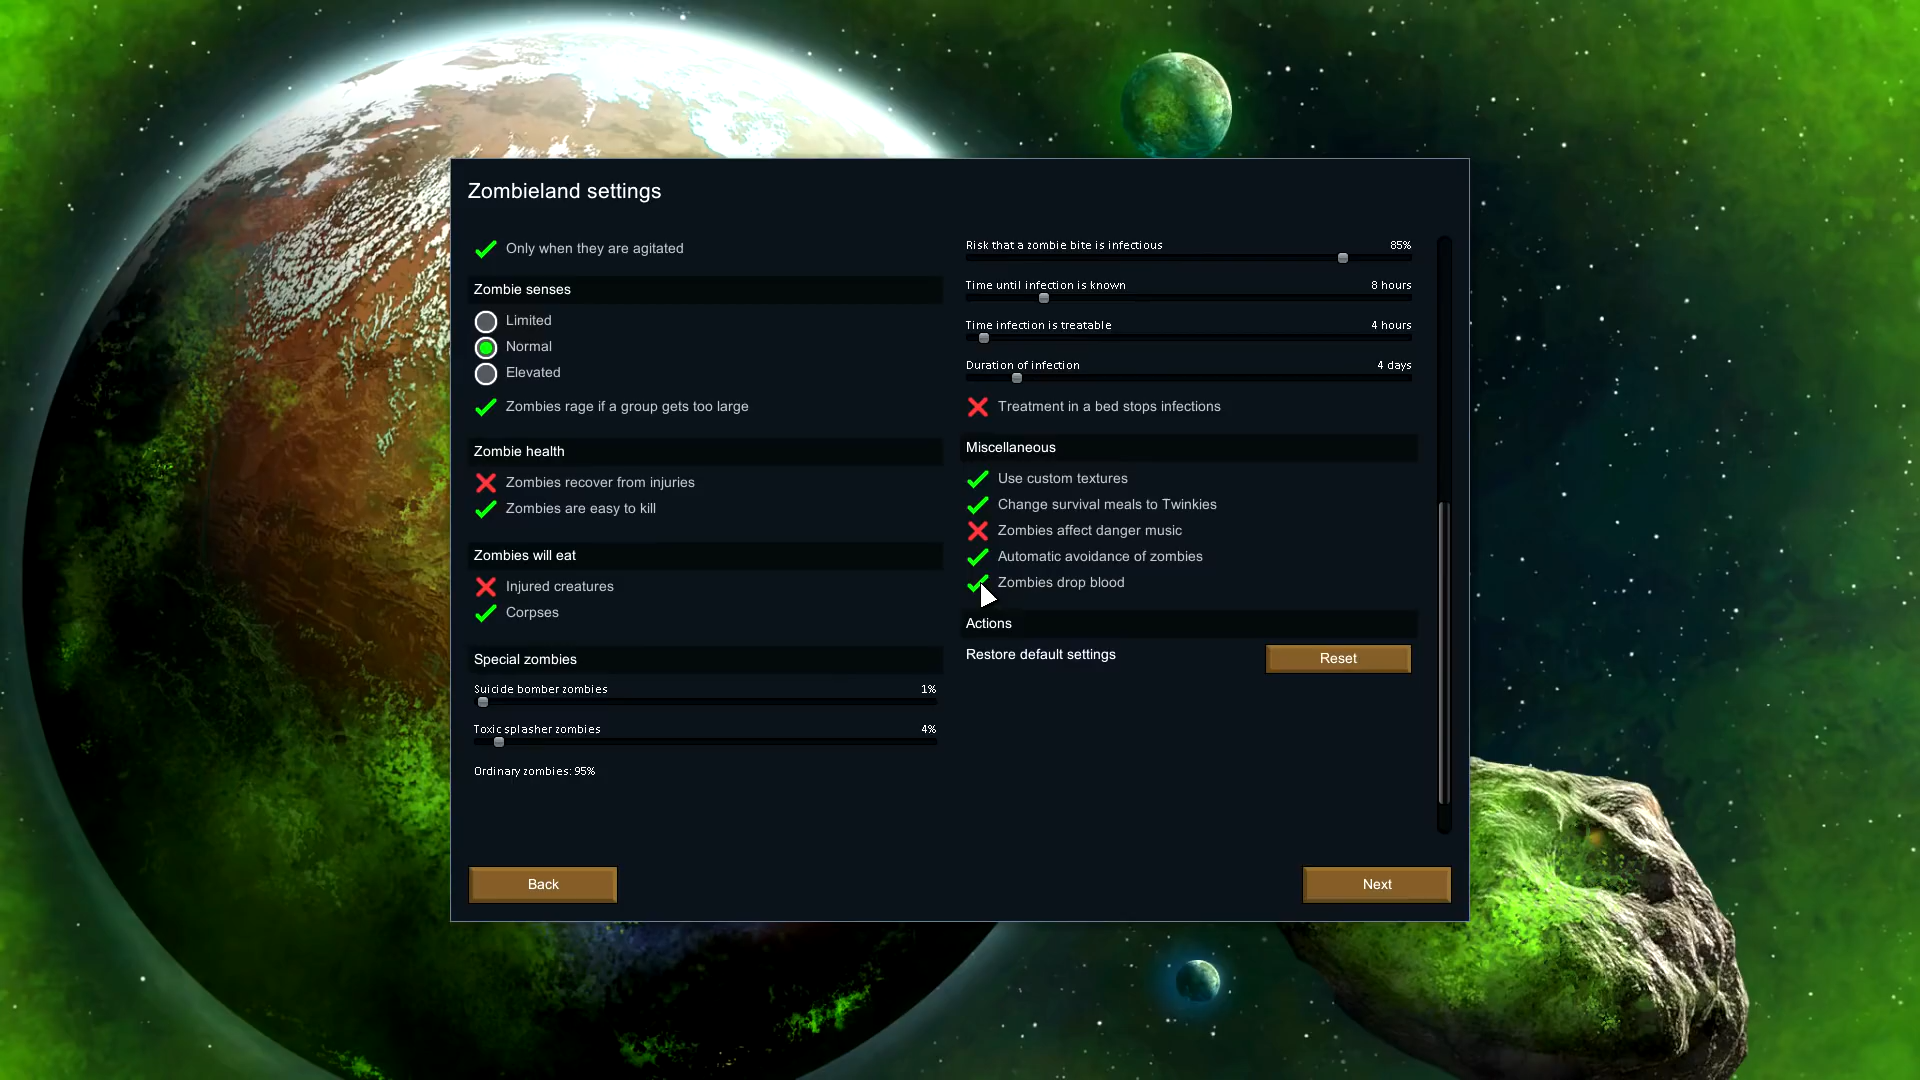 Zombieland settings
Only when they are agitated
Zombie senses
Limited
Normal
Elevated
Zombies rage if a group gets too large
Zombie health
Zombies recover from injuries
Zombies are easy to kill
Zombies will eat
Injured creatures
Corpses
Special zombies
Suicide bomber zombies 1%
Toxic splasher zombies 4%
Ordinary zombies: 95%
Risk that a zombie bite is infectious 85%
Time until infection is known 8 hours
Time infection is treatable 4 hours
Duration of infection 4 days
Treatment in a bed stops infections
Miscellaneous
Use custom textures
Change survival meals to Twinkies
Zombies affect danger music
Automatic avoidance of zombies
Zombies drop blood
Actions
Restore default settings Reset
Back Next